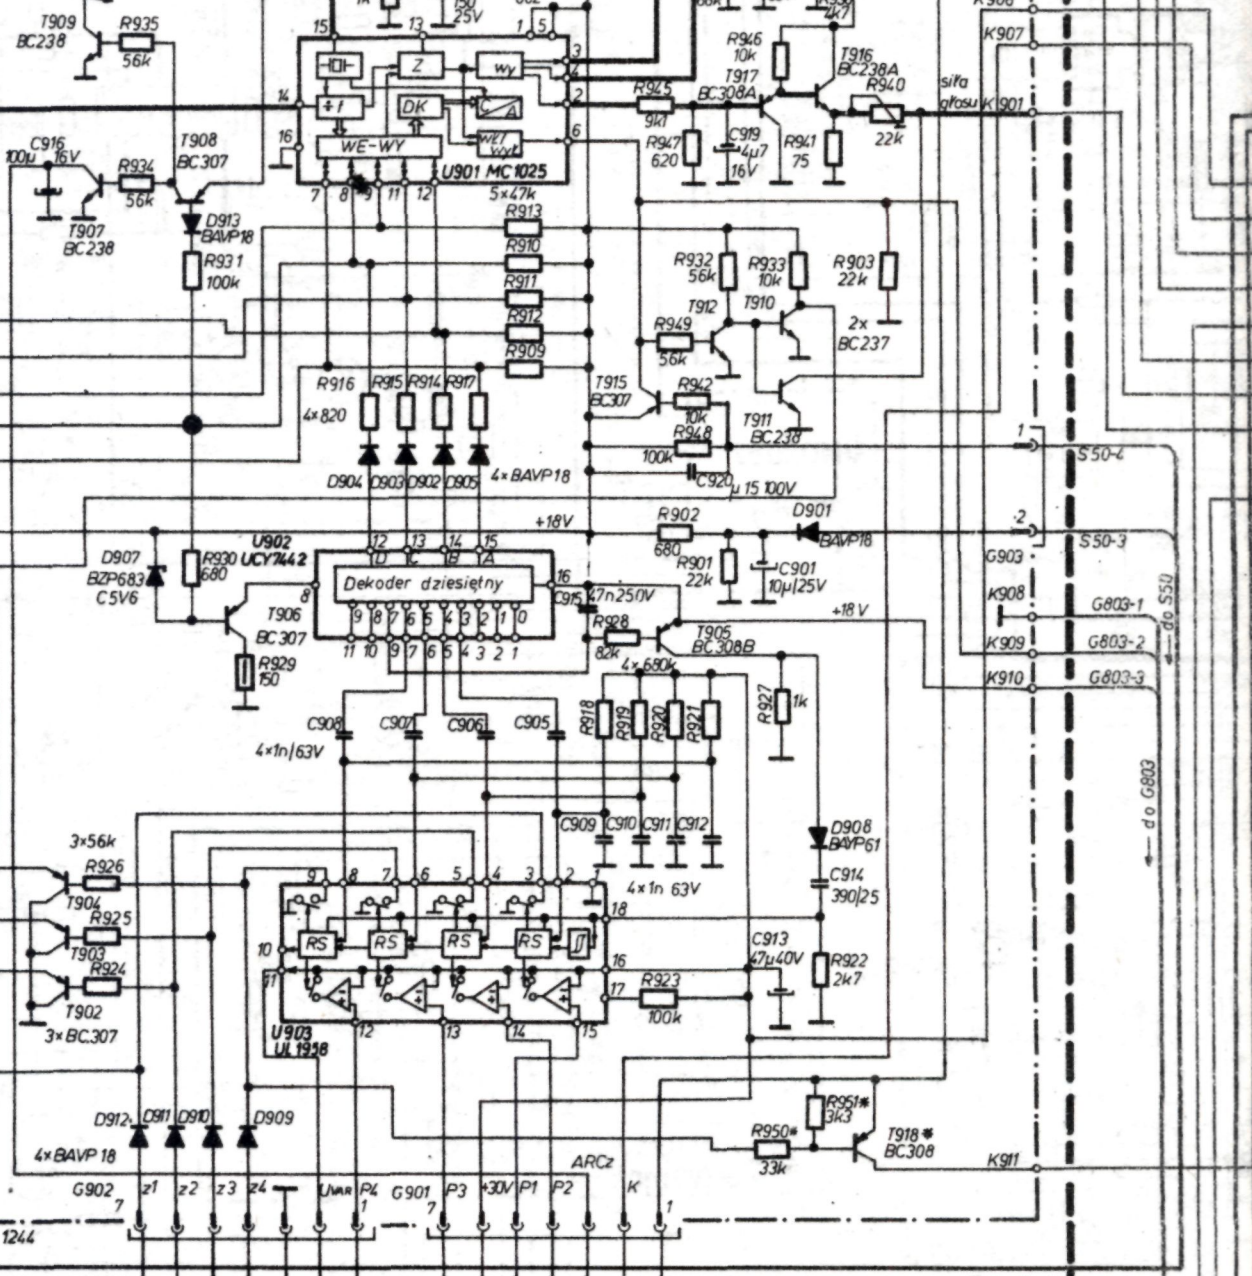 T909
BC238
R935
56k
150
25V
15
13
1 5
3
4
2
6
14
16
Z
wy
÷f
DK
C
A
WE-WY
U901 MC1025
7
8
9
11
12
5×47k
R945
9k1
R946
10k
T917
BC308A
4k7
T916
BC238A
R940
22k
siła
głosu
K901
K906
K907
R947
620
C919
4µ7
16V
R941
75
C916
100µ 16V
R934
56k
T908
BC307
T907
BC238
D913
BAVP18
R931
100k
R913
R910
R911
R912
R909
R932
56k
R933
10k
R903
22k
T912
T910
2×
BC237
R949
56k
R916
R915
R914
R917
4×820
T915
BC307
R942
10k
T911
BC238
R948
100k
C920
µ15 100V
D904
D903
D902
D905
4×BAVP18
1
S50-4
+18V
R902
680
D901
BAVP18
2
S50-3
G903
R901
22k
C901
10µ/25V
D907
BZP683
C5V6
R930
680
U902
UCY7442
12 13 14 15
D C B A
Dekoder dziesiętny
8
16
9 8 7 6 5 4 3 2 1 0
11 10 9 7 6 5 4 3 2 1
T906
BC307
R929
150
C915
47n250V
R928
82k
T905
BC308B
+18V
K908
G803-1
K909
G803-2
K910
G803-3
do S50
do G803
4×680k
R918
R919
R920
R921
R927
1k
C908
C907
C906
C905
4×1n/63V
C909
C910
C911
C912
4×1n 63V
D908
BAYP61
C914
390/25
3×56k
R926
T904
R925
T903
R924
T902
3×BC307
9 8 7 6 5 4 3 2 1
10
11
RS
RS
RS
RS
18
16
17
12
13
14
15
U903
UL1958
C913
47µ40V
R923
100k
R922
2k7
D912
D911
D910
D909
4×BAVP18
R951*
3k3
R950*
33k
T918*
BC308
K911
ARCz
G902
7
z1
z2
z3
z4
UVAR
P4
1
G901
7
P3
+30V
P1
P2
K
1
1244